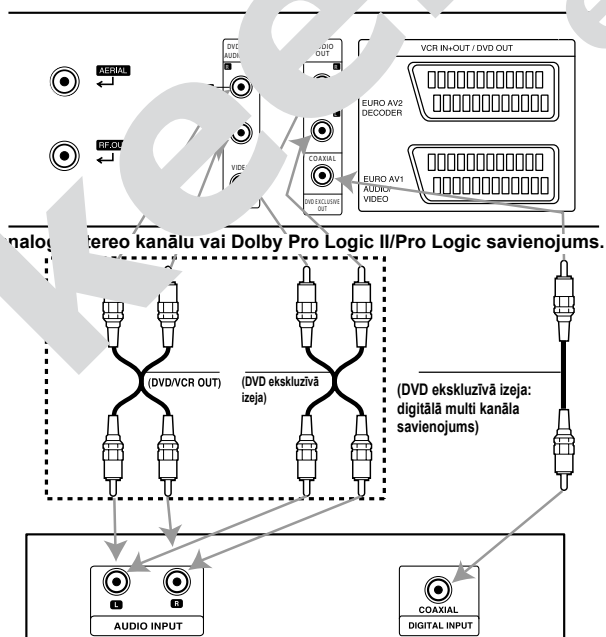 VCR IN+OUT / DVD OUT
DVD
AUDIO
OUT
R
AERIAL
EURO AV2
DECODER
RF.OUT
VIDEO
COAXIAL
DVD EXCLUSIVE
OUT
EURO AV1
AUDIO/
VIDEO
stereo kanālu vai Dolby Pro Logic II/Pro Logic savienojums.
(DVD/VCR OUT)
(DVD ekskluzīvā
izeja)
(DVD ekskluzīvā izeja:
digitālā multi kanāla
savienojums)
L
R
AUDIO INPUT
COAXIAL
DIGITAL INPUT